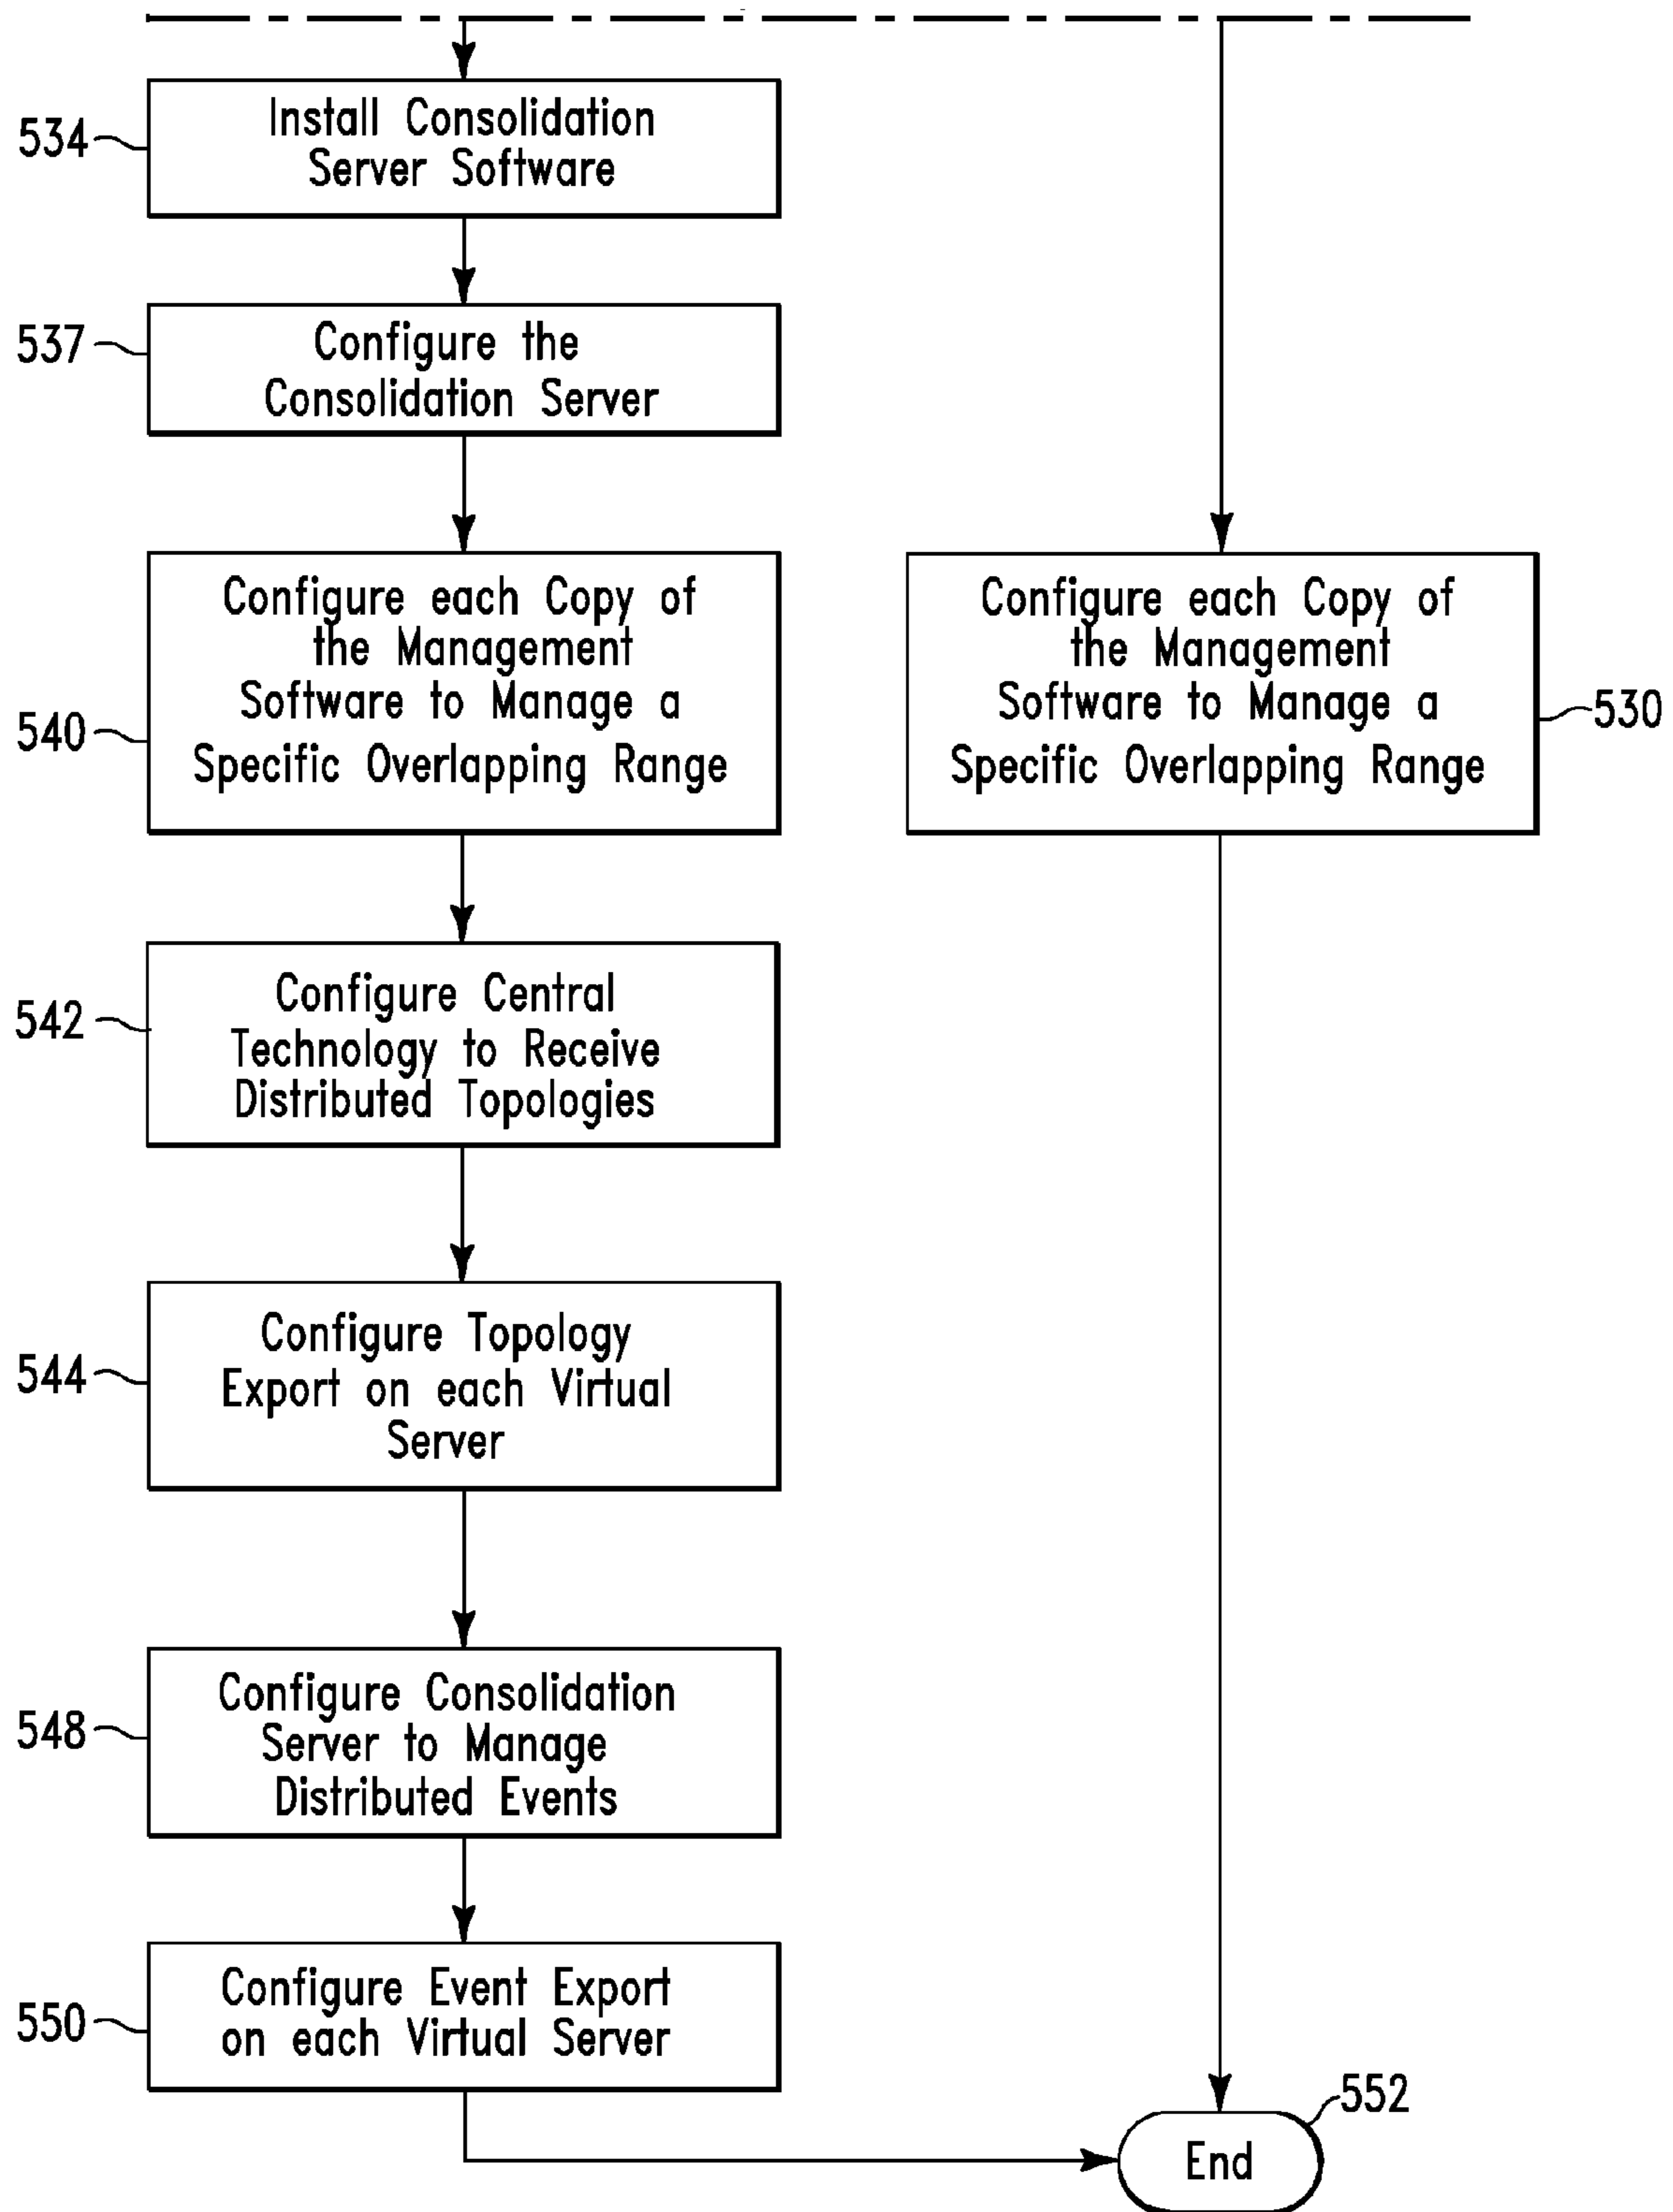 534
Install Consolidation
Server Software
537
Configure the
Consolidation Server
540
Configure each Copy of
the Management
Software to Manage a
Specific Overlapping Range
Configure each Copy of
the Management
Software to Manage a
Specific Overlapping Range
530
542
Configure Central
Technology to Receive
Distributed Topologies
544
Configure Topology
Export on each Virtual
Server
548
Configure Consolidation
Server to Manage
Distributed Events
550
Configure Event Export
on each Virtual Server
552
End